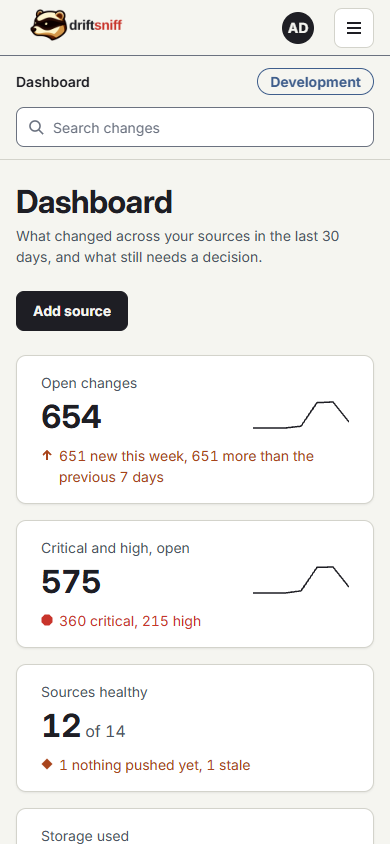 driftsniff
AD
Dashboard
Development
Search changes
Dashboard
What changed across your sources in the last 30
days, and what still needs a decision.
Add source
Open changes
654
651 new this week, 651 more than the
previous 7 days
Critical and high, open
575
360 critical, 215 high
Sources healthy
12 of 14
1 nothing pushed yet, 1 stale
Storage used